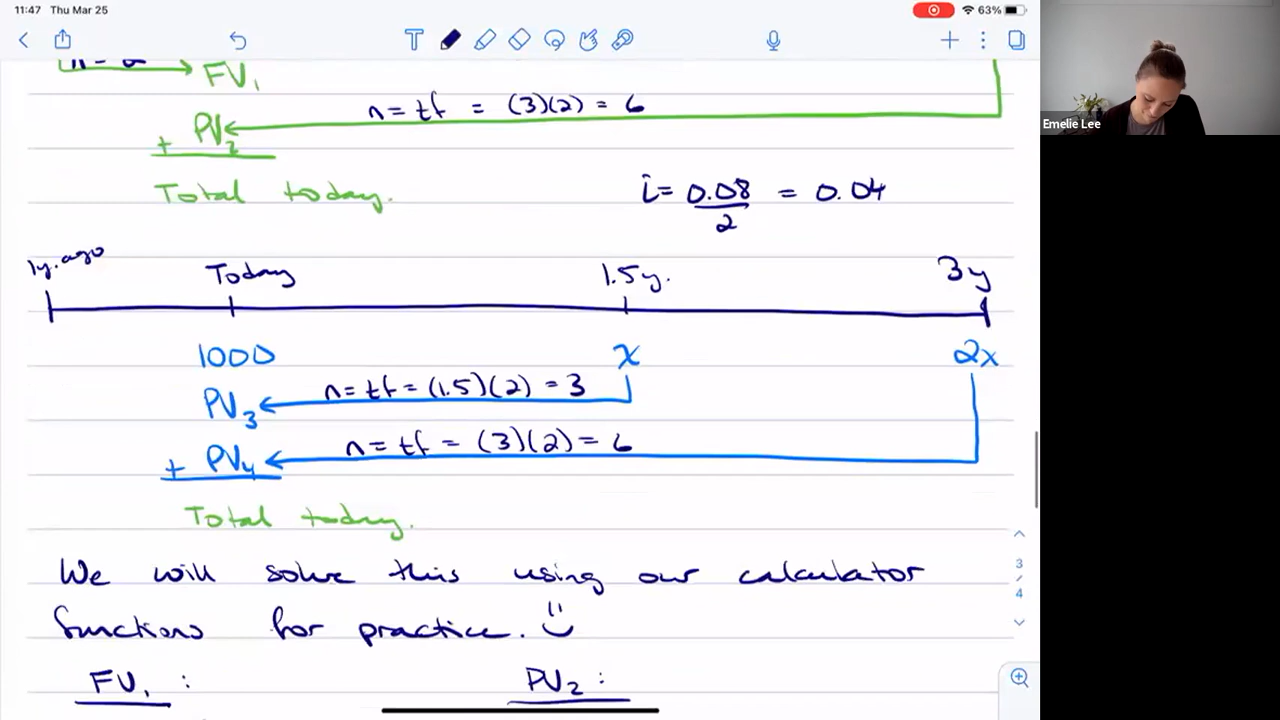 11:47 Thu Mar 25
63%
T
Emelie Lee
FV₁
n = tf = (3)(2) = 6
+ PV₂
Total today.
i = 0.08/2 = 0.04
1y. ago Today 1.5y. 3y
1000 x 2x
PV₃ n = tf = (1.5)(2) = 3
+ PV₄ n = tf = (3)(2) = 6
Total today.
3/4
We will solve this using our calculator
functions for practice.
FV₁ : PV₂ :